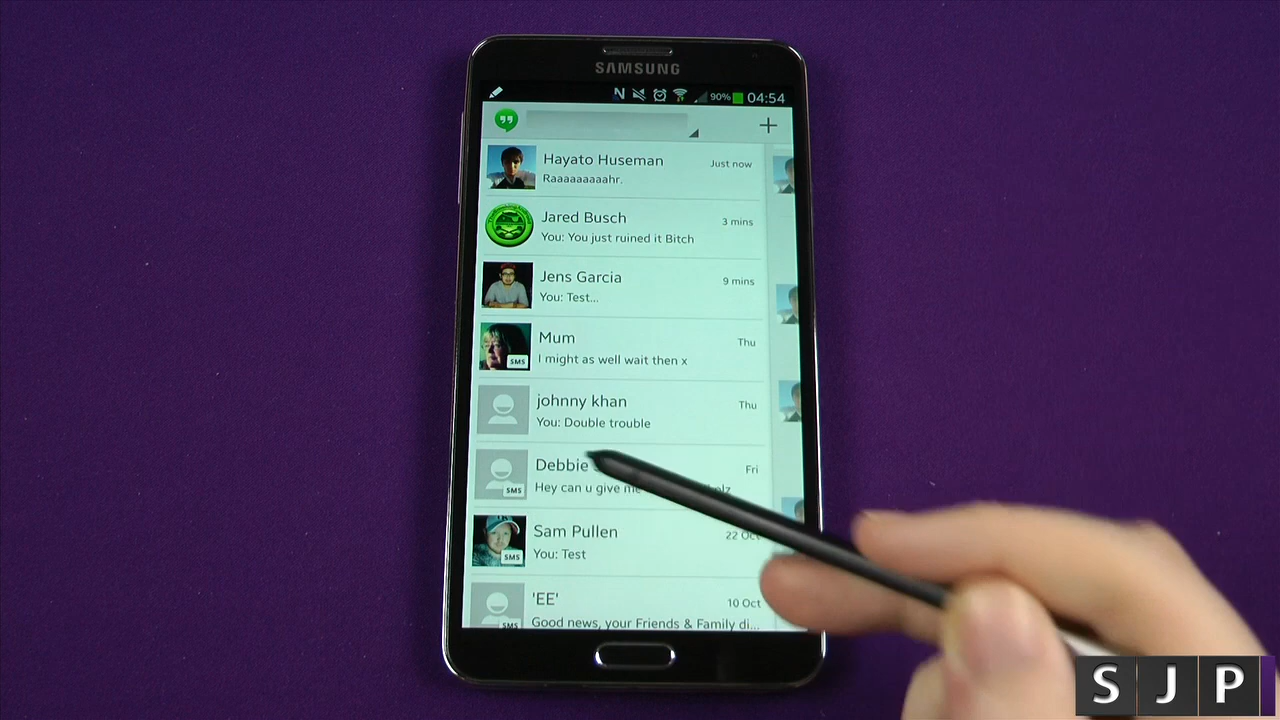 SAMSUNG
90% 04:54
Hayato Huseman Just now
Raaaaaaaahr.
Jared Busch 3 mins
You: You just ruined it Bitch
Jens Garcia 9 mins
You: Test...
Mum Thu
SMS I might as well wait then x
johnny khan Thu
You: Double trouble
Debbie Fri
SMS Hey can u give me
Sam Pullen 22 Oct
SMS You: Test
'EE' 10 Oct
SMS Good news, your Friends & Family di...
SJP